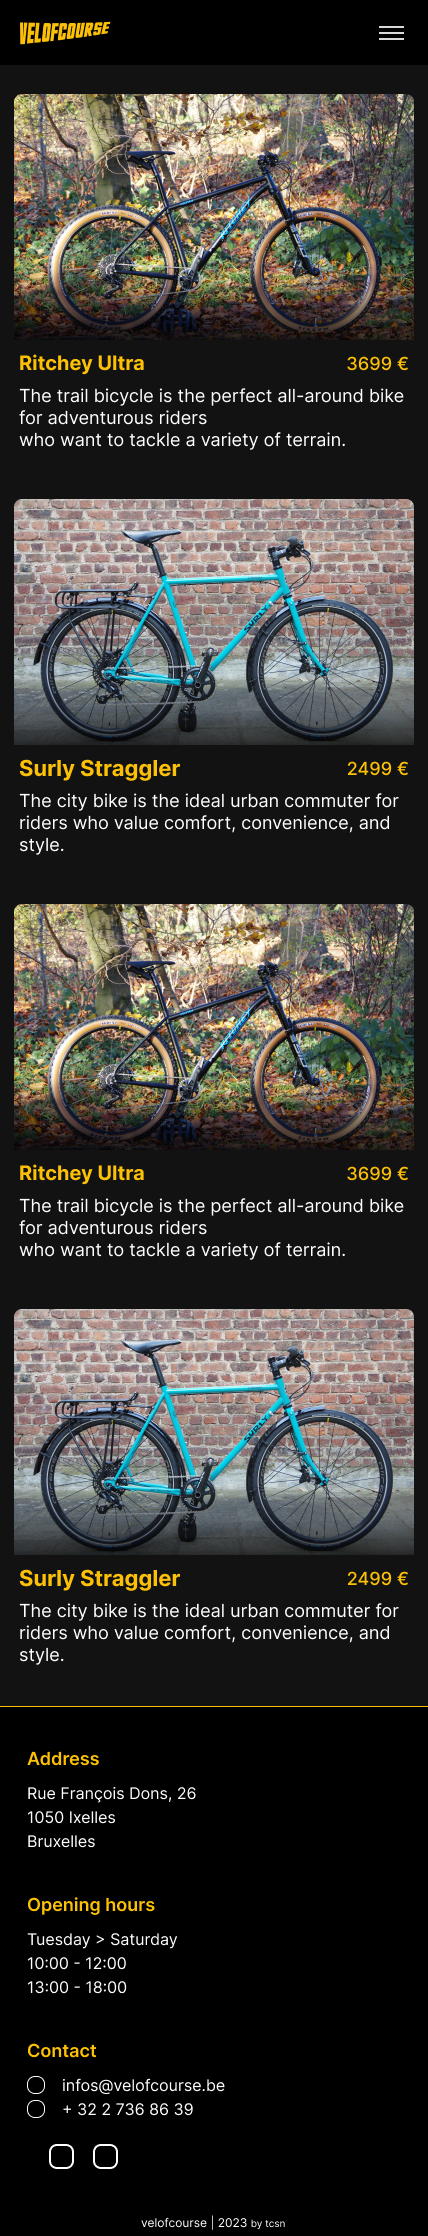 VELOFCOURSE
RITCHEY
Ritchey Ultra
3699 €
The trail bicycle is the perfect all-around bike
for adventurous riders
who want to tackle a variety of terrain.
SURLY
Surly Straggler
2499 €
The city bike is the ideal urban commuter for
riders who value comfort, convenience, and
style.
RITCHEY
Ritchey Ultra
3699 €
The trail bicycle is the perfect all-around bike
for adventurous riders
who want to tackle a variety of terrain.
SURLY
Surly Straggler
2499 €
The city bike is the ideal urban commuter for
riders who value comfort, convenience, and
style.
Address
Rue François Dons, 26
1050 Ixelles
Bruxelles
Opening hours
Tuesday > Saturday
10:00 - 12:00
13:00 - 18:00
Contact
infos@velofcourse.be
+ 32 2 736 86 39
velofcourse | 2023 by tcsn